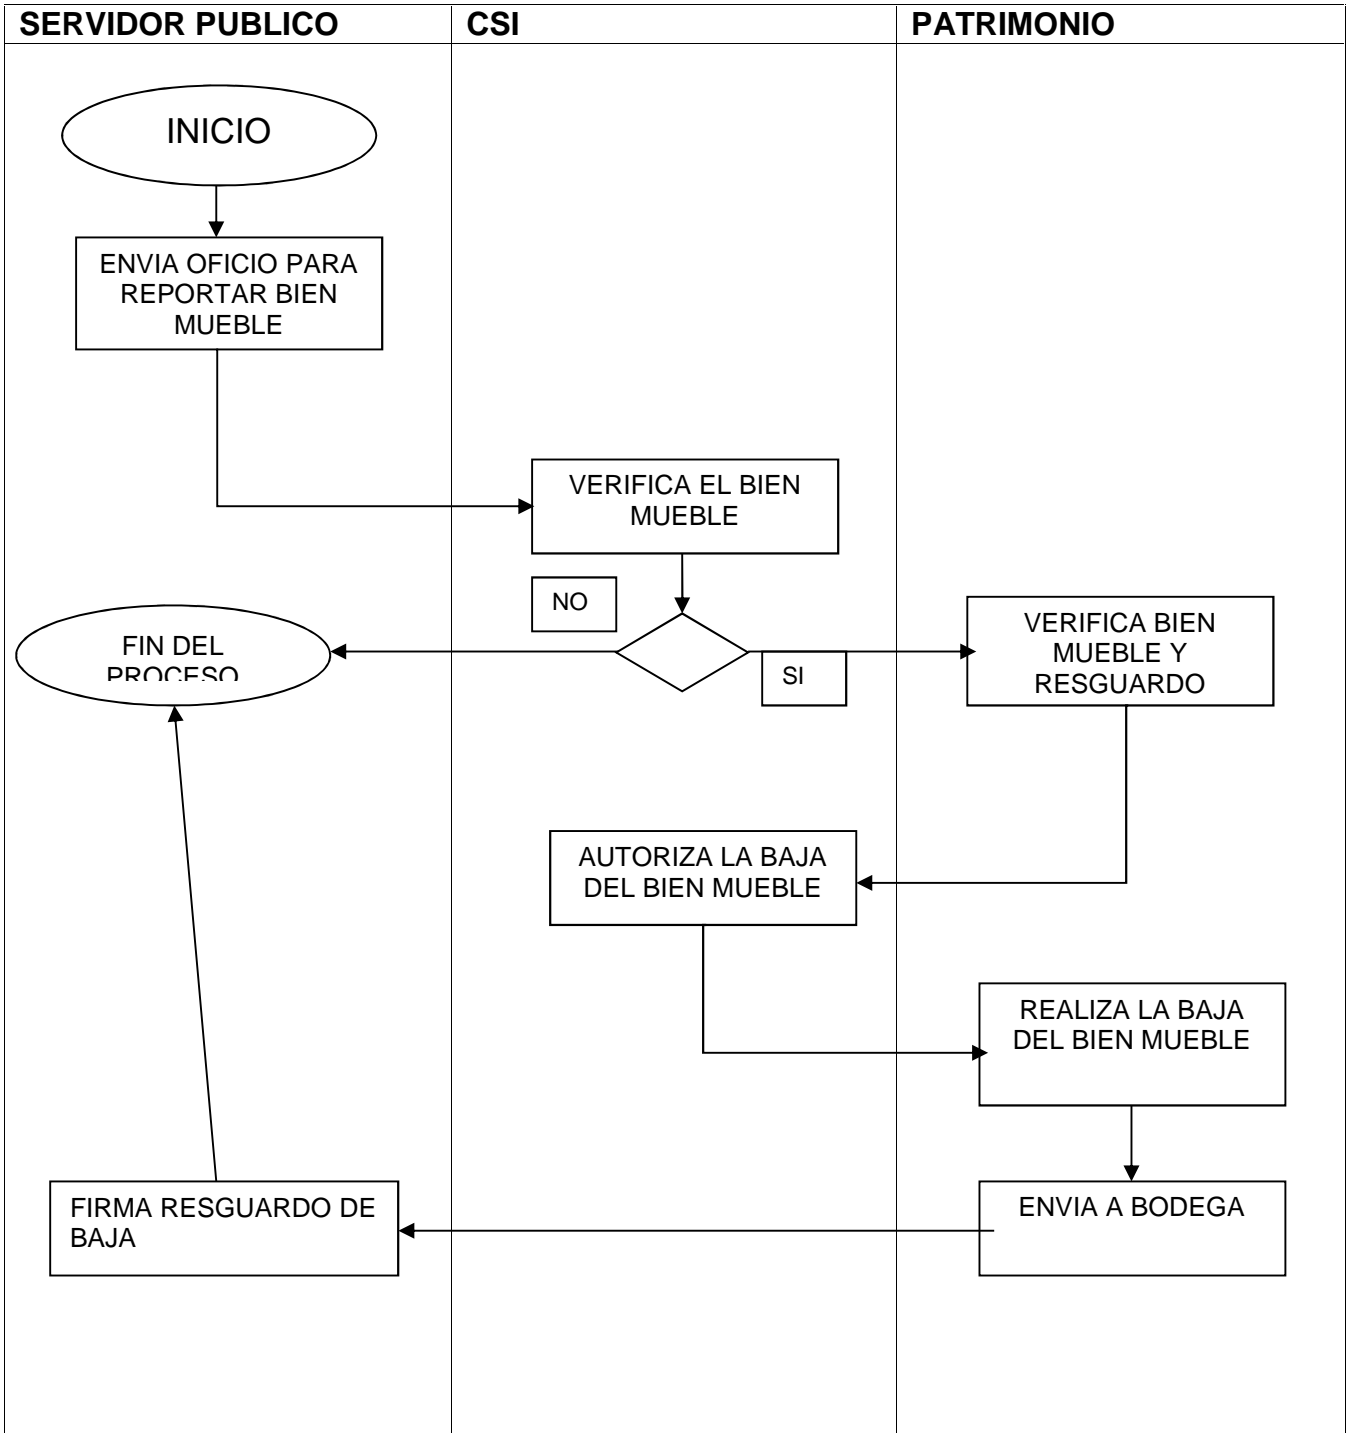 SERVIDOR PUBLICO
CSI
PATRIMONIO
INICIO
ENVIA OFICIO PARA
REPORTAR BIEN
MUEBLE
VERIFICA EL BIEN
MUEBLE
NO
FIN DEL
PROCESO
SI
VERIFICA BIEN
MUEBLE Y
RESGUARDO
AUTORIZA LA BAJA
DEL BIEN MUEBLE
REALIZA LA BAJA
DEL BIEN MUEBLE
FIRMA RESGUARDO DE
BAJA
ENVIA A BODEGA